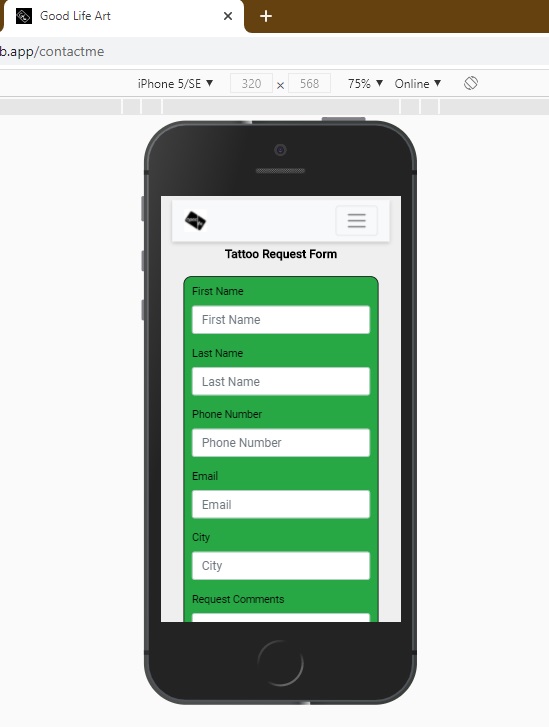 Good Life Art
b.app/contactme
iPhone 5/SE ▼ 320 x 568 75% ▼ Online ▼
Tattoo Request Form
First Name
First Name
Last Name
Last Name
Phone Number
Phone Number
Email
Email
City
City
Request Comments